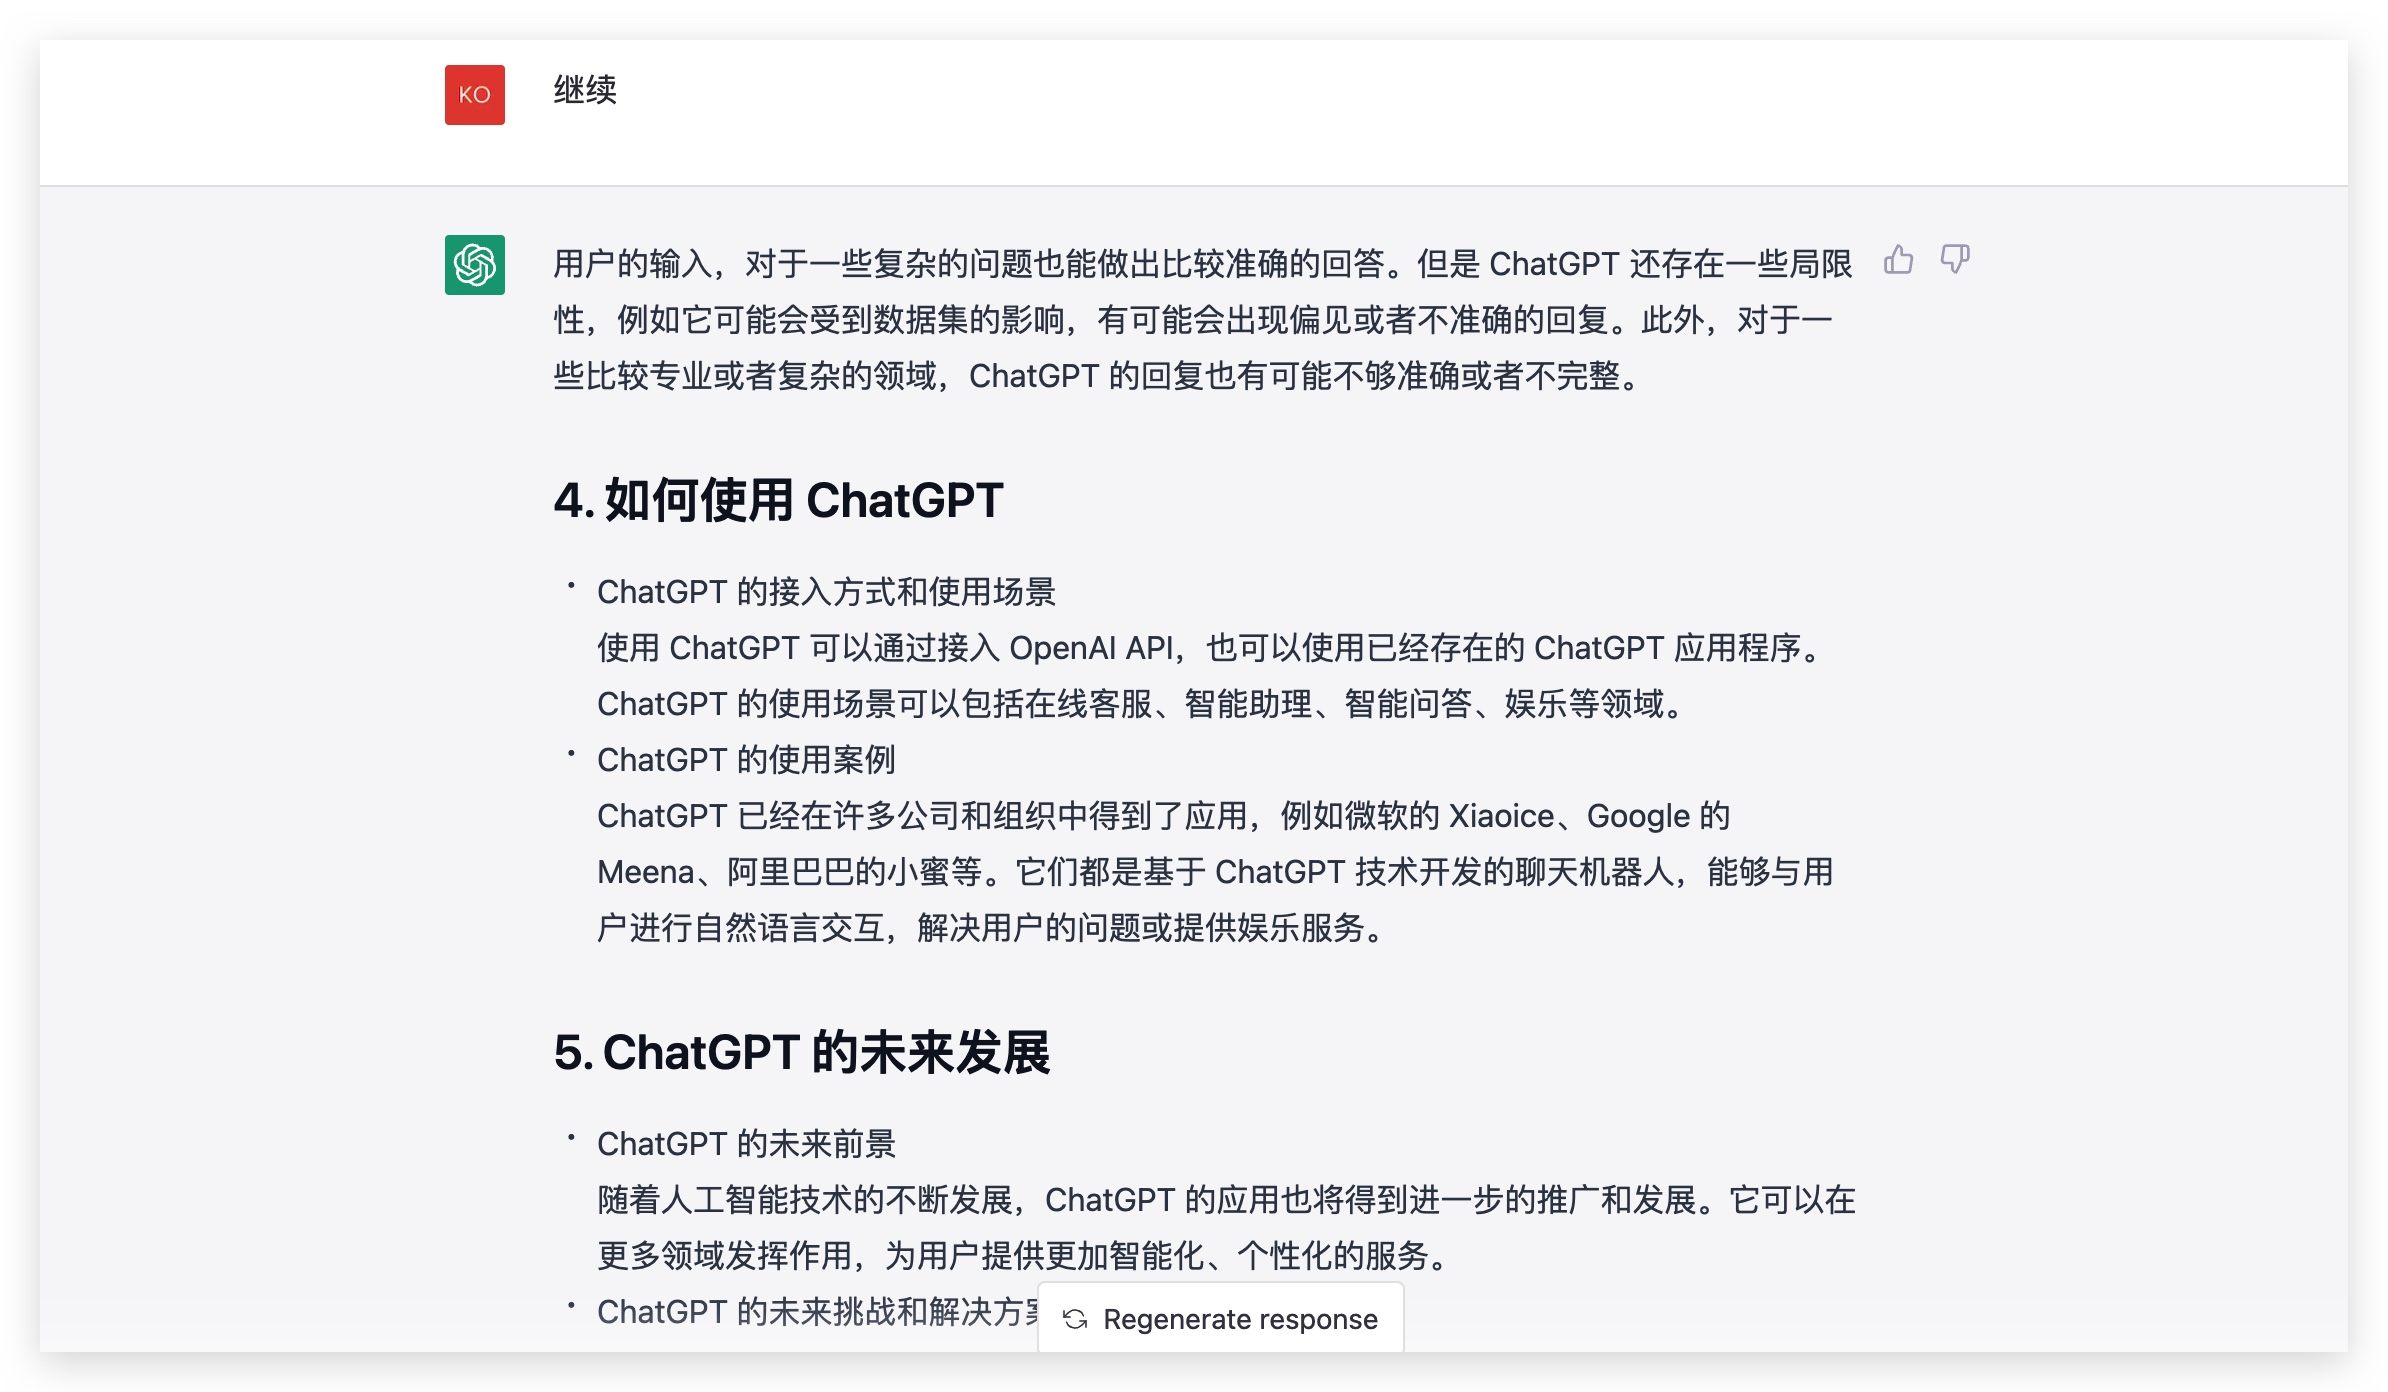 KO
继续
用户的输入，对于一些复杂的问题也能做出比较准确的回答。但是 ChatGPT 还存在一些局限
性，例如它可能会受到数据集的影响，有可能会出现偏见或者不准确的回复。此外，对于一
些比较专业或者复杂的领域，ChatGPT 的回复也有可能不够准确或者不完整。
4. 如何使用 ChatGPT
• ChatGPT 的接入方式和使用场景
使用 ChatGPT 可以通过接入 OpenAI API，也可以使用已经存在的 ChatGPT 应用程序。
ChatGPT 的使用场景可以包括在线客服、智能助理、智能问答、娱乐等领域。
• ChatGPT 的使用案例
ChatGPT 已经在许多公司和组织中得到了应用，例如微软的 Xiaoice、Google 的
Meena、阿里巴巴的小蜜等。它们都是基于 ChatGPT 技术开发的聊天机器人，能够与用
户进行自然语言交互，解决用户的问题或提供娱乐服务。
5. ChatGPT 的未来发展
• ChatGPT 的未来前景
随着人工智能技术的不断发展，ChatGPT 的应用也将得到进一步的推广和发展。它可以在
更多领域发挥作用，为用户提供更加智能化、个性化的服务。
• ChatGPT 的未来挑战和解决方案
Regenerate response